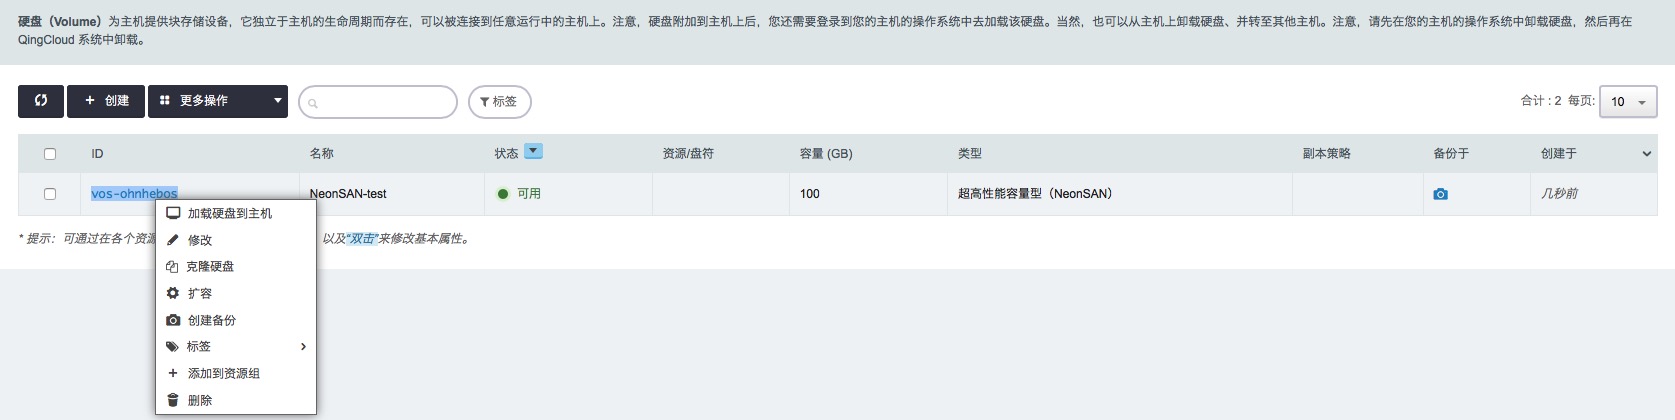 硬盘（Volume）为主机提供块存储设备，它独立于主机的生命周期而存在，可以被连接到任意运行中的主机上。注意，硬盘附加到主机上后，您还需要登录到您的主机的操作系统中去加载该硬盘。当然，也可以从主机上卸载硬盘、并转至其他主机。注意，请先在您的主机的操作系统中卸载硬盘，然后再在
QingCloud 系统中卸载。
创建 更多操作 标签 合计 : 2 每页: 10
ID 名称 状态 资源/盘符 容量 (GB) 类型 副本策略 备份于 创建于
vos-ohnhebos NeonSAN-test 可用 100 超高性能容量型（NeonSAN） 几秒前
* 提示：可通过在各个资源 以及“双击”来修改基本属性。
加载硬盘到主机
修改
克隆硬盘
扩容
创建备份
标签
添加到资源组
删除